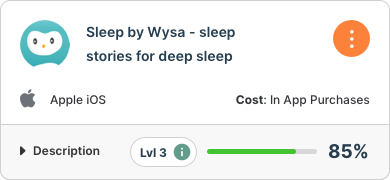 Sleep by Wysa - sleep
stories for deep sleep
Apple iOS
Cost: In App Purchases
Description
Lvl 3
85%